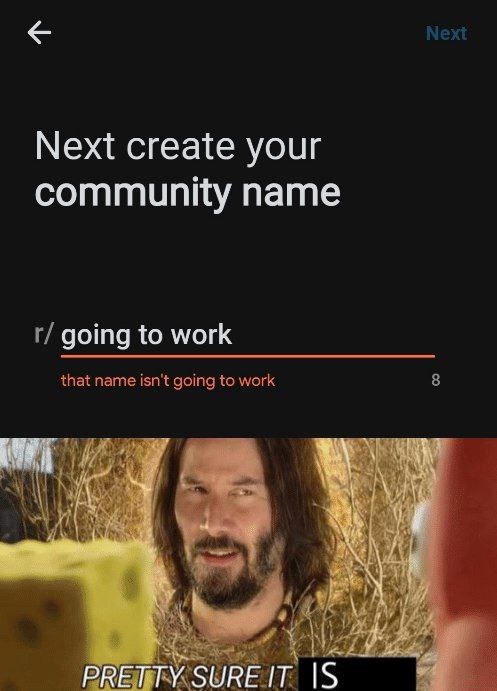 Next
Next create your
community name
r/ going to work
that name isn't going to work 8
PRETTY SURE IT IS